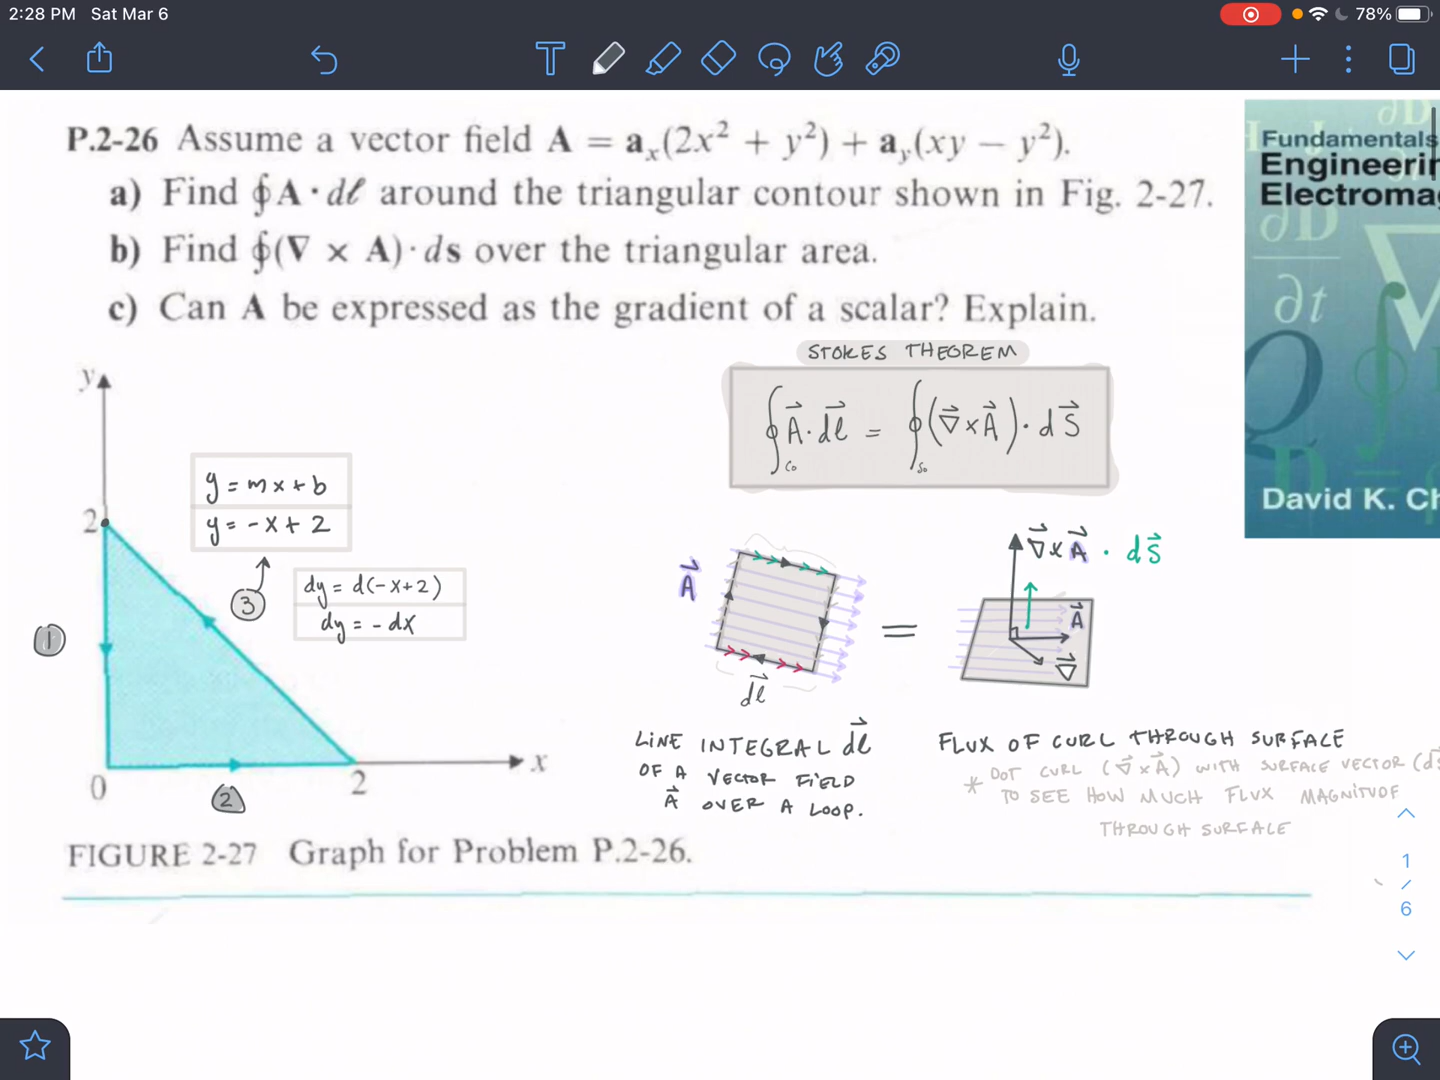 2:28 PM Sat Mar 6
78%
P.2-26 Assume a vector field A = aₓ(2x² + y²) + a_y(xy − y²).
a) Find ∮A · dℓ around the triangular contour shown in Fig. 2-27.
b) Find ∮(∇ × A) · ds over the triangular area.
c) Can A be expressed as the gradient of a scalar? Explain.
Fundamentals
Engineerin
Electromag
∂D
∂D
∂t
Q
D
David K. Ch
STOKES THEOREM
∮_C₀ A⃗ · dℓ⃗ = ∮_S₀ (∇⃗ × A⃗) · dS⃗
y
2
y = mx + b
y = -x + 2
③
dy = d(-x+2)
dy = - dx
①
0
②
2
x
A⃗
dℓ⃗
=
∇⃗ x A⃗ · dS⃗
A⃗
∇⃗
LINE INTEGRAL dℓ⃗
OF A VECTOR FIELD
A⃗ OVER A LOOP.
FLUX OF CURL THROUGH SURFACE
* DOT CURL (∇⃗ x A⃗) WITH SURFACE VECTOR (dS
TO SEE HOW MUCH FLUX MAGNITUDE
THROUGH SURFACE
FIGURE 2-27 Graph for Problem P.2-26.
1
/
6